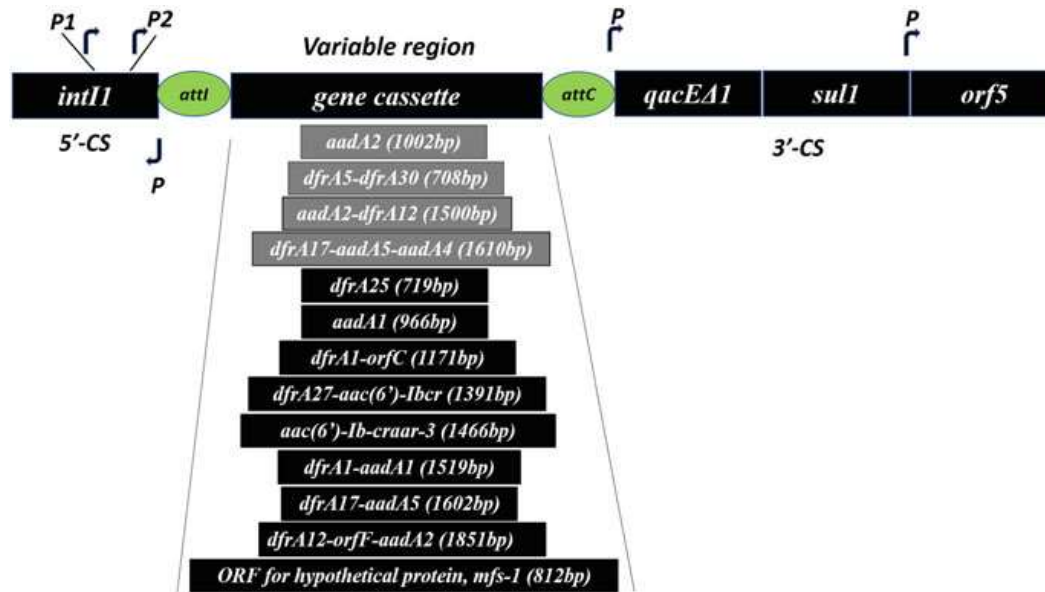 P1 P2 Variable region P P
intI1 attI gene cassette attC qacEΔ1 sul1 orf5
5’-CS 3’-CS
P
aadA2 (1002bp)
dfrA5-dfrA30 (708bp)
aadA2-dfrA12 (1500bp)
dfrA17-aadA5-aadA4 (1610bp)
dfrA25 (719bp)
aadA1 (966bp)
dfrA1-orfC (1171bp)
dfrA27-aac(6’)-Ibcr (1391bp)
aac(6’)-Ib-craar-3 (1466bp)
dfrA1-aadA1 (1519bp)
dfrA17-aadA5 (1602bp)
dfrA12-orfF-aadA2 (1851bp)
ORF for hypothetical protein, mfs-1 (812bp)